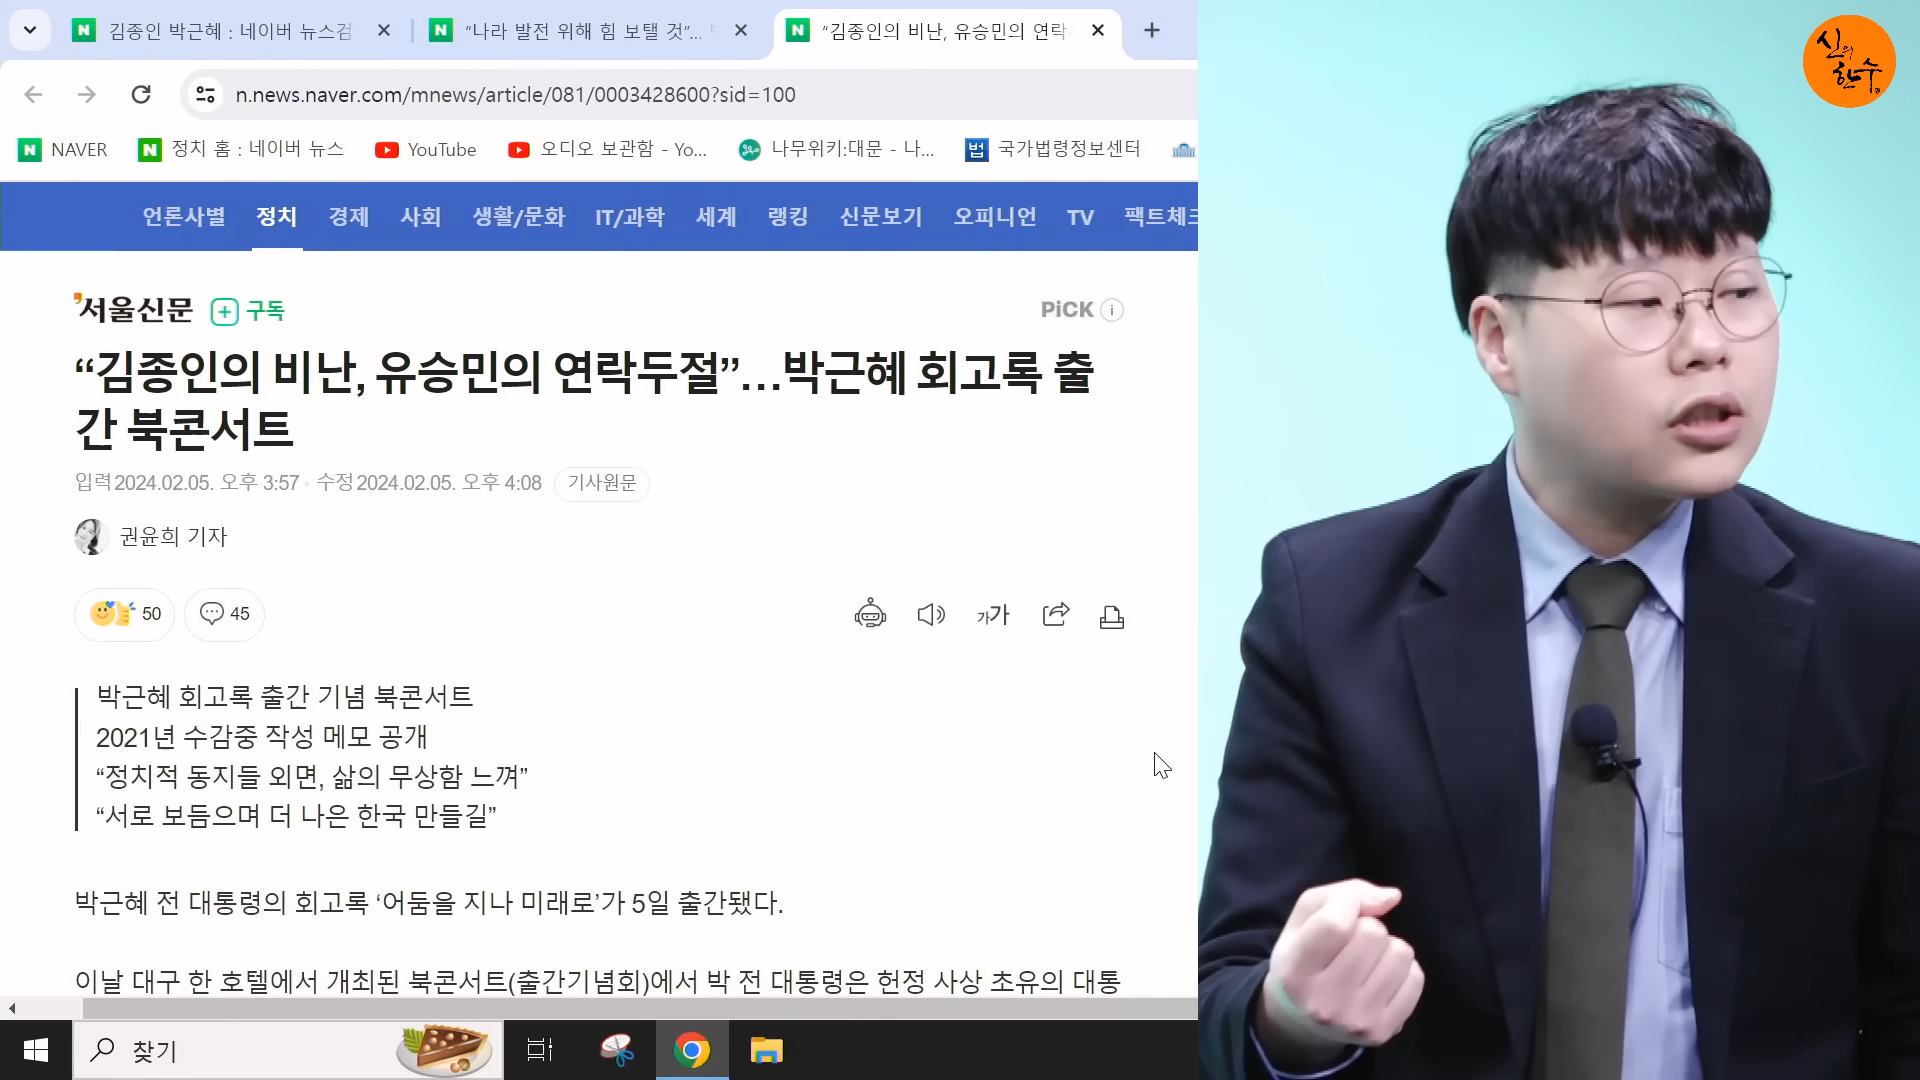 김종인 박근혜 : 네이버 뉴스검
“나라 발전 위해 힘 보탤 것”...
“김종인의 비난, 유승민의 연락
n.news.naver.com/mnews/article/081/0003428600?sid=100
NAVER
정치 홈 : 네이버 뉴스
YouTube
오디오 보관함 - Yo...
나무위키:대문 - 나...
국가법령정보센터
언론사별 정치 경제 사회 생활/문화 IT/과학 세계 랭킹 신문보기 오피니언 TV 팩트체크
서울신문 구독
PiCK
“김종인의 비난, 유승민의 연락두절”…박근혜 회고록 출
간 북콘서트
입력 2024.02.05. 오후 3:57 · 수정 2024.02.05. 오후 4:08 기사원문
권윤희 기자
50 45
가가
박근혜 회고록 출간 기념 북콘서트
2021년 수감중 작성 메모 공개
“정치적 동지들 외면, 삶의 무상함 느껴”
“서로 보듬으며 더 나은 한국 만들길”
박근혜 전 대통령의 회고록 ‘어둠을 지나 미래로’가 5일 출간됐다.
이날 대구 한 호텔에서 개최된 북콘서트(출간기념회)에서 박 전 대통령은 헌정 사상 초유의 대통
찾기
신의
한수